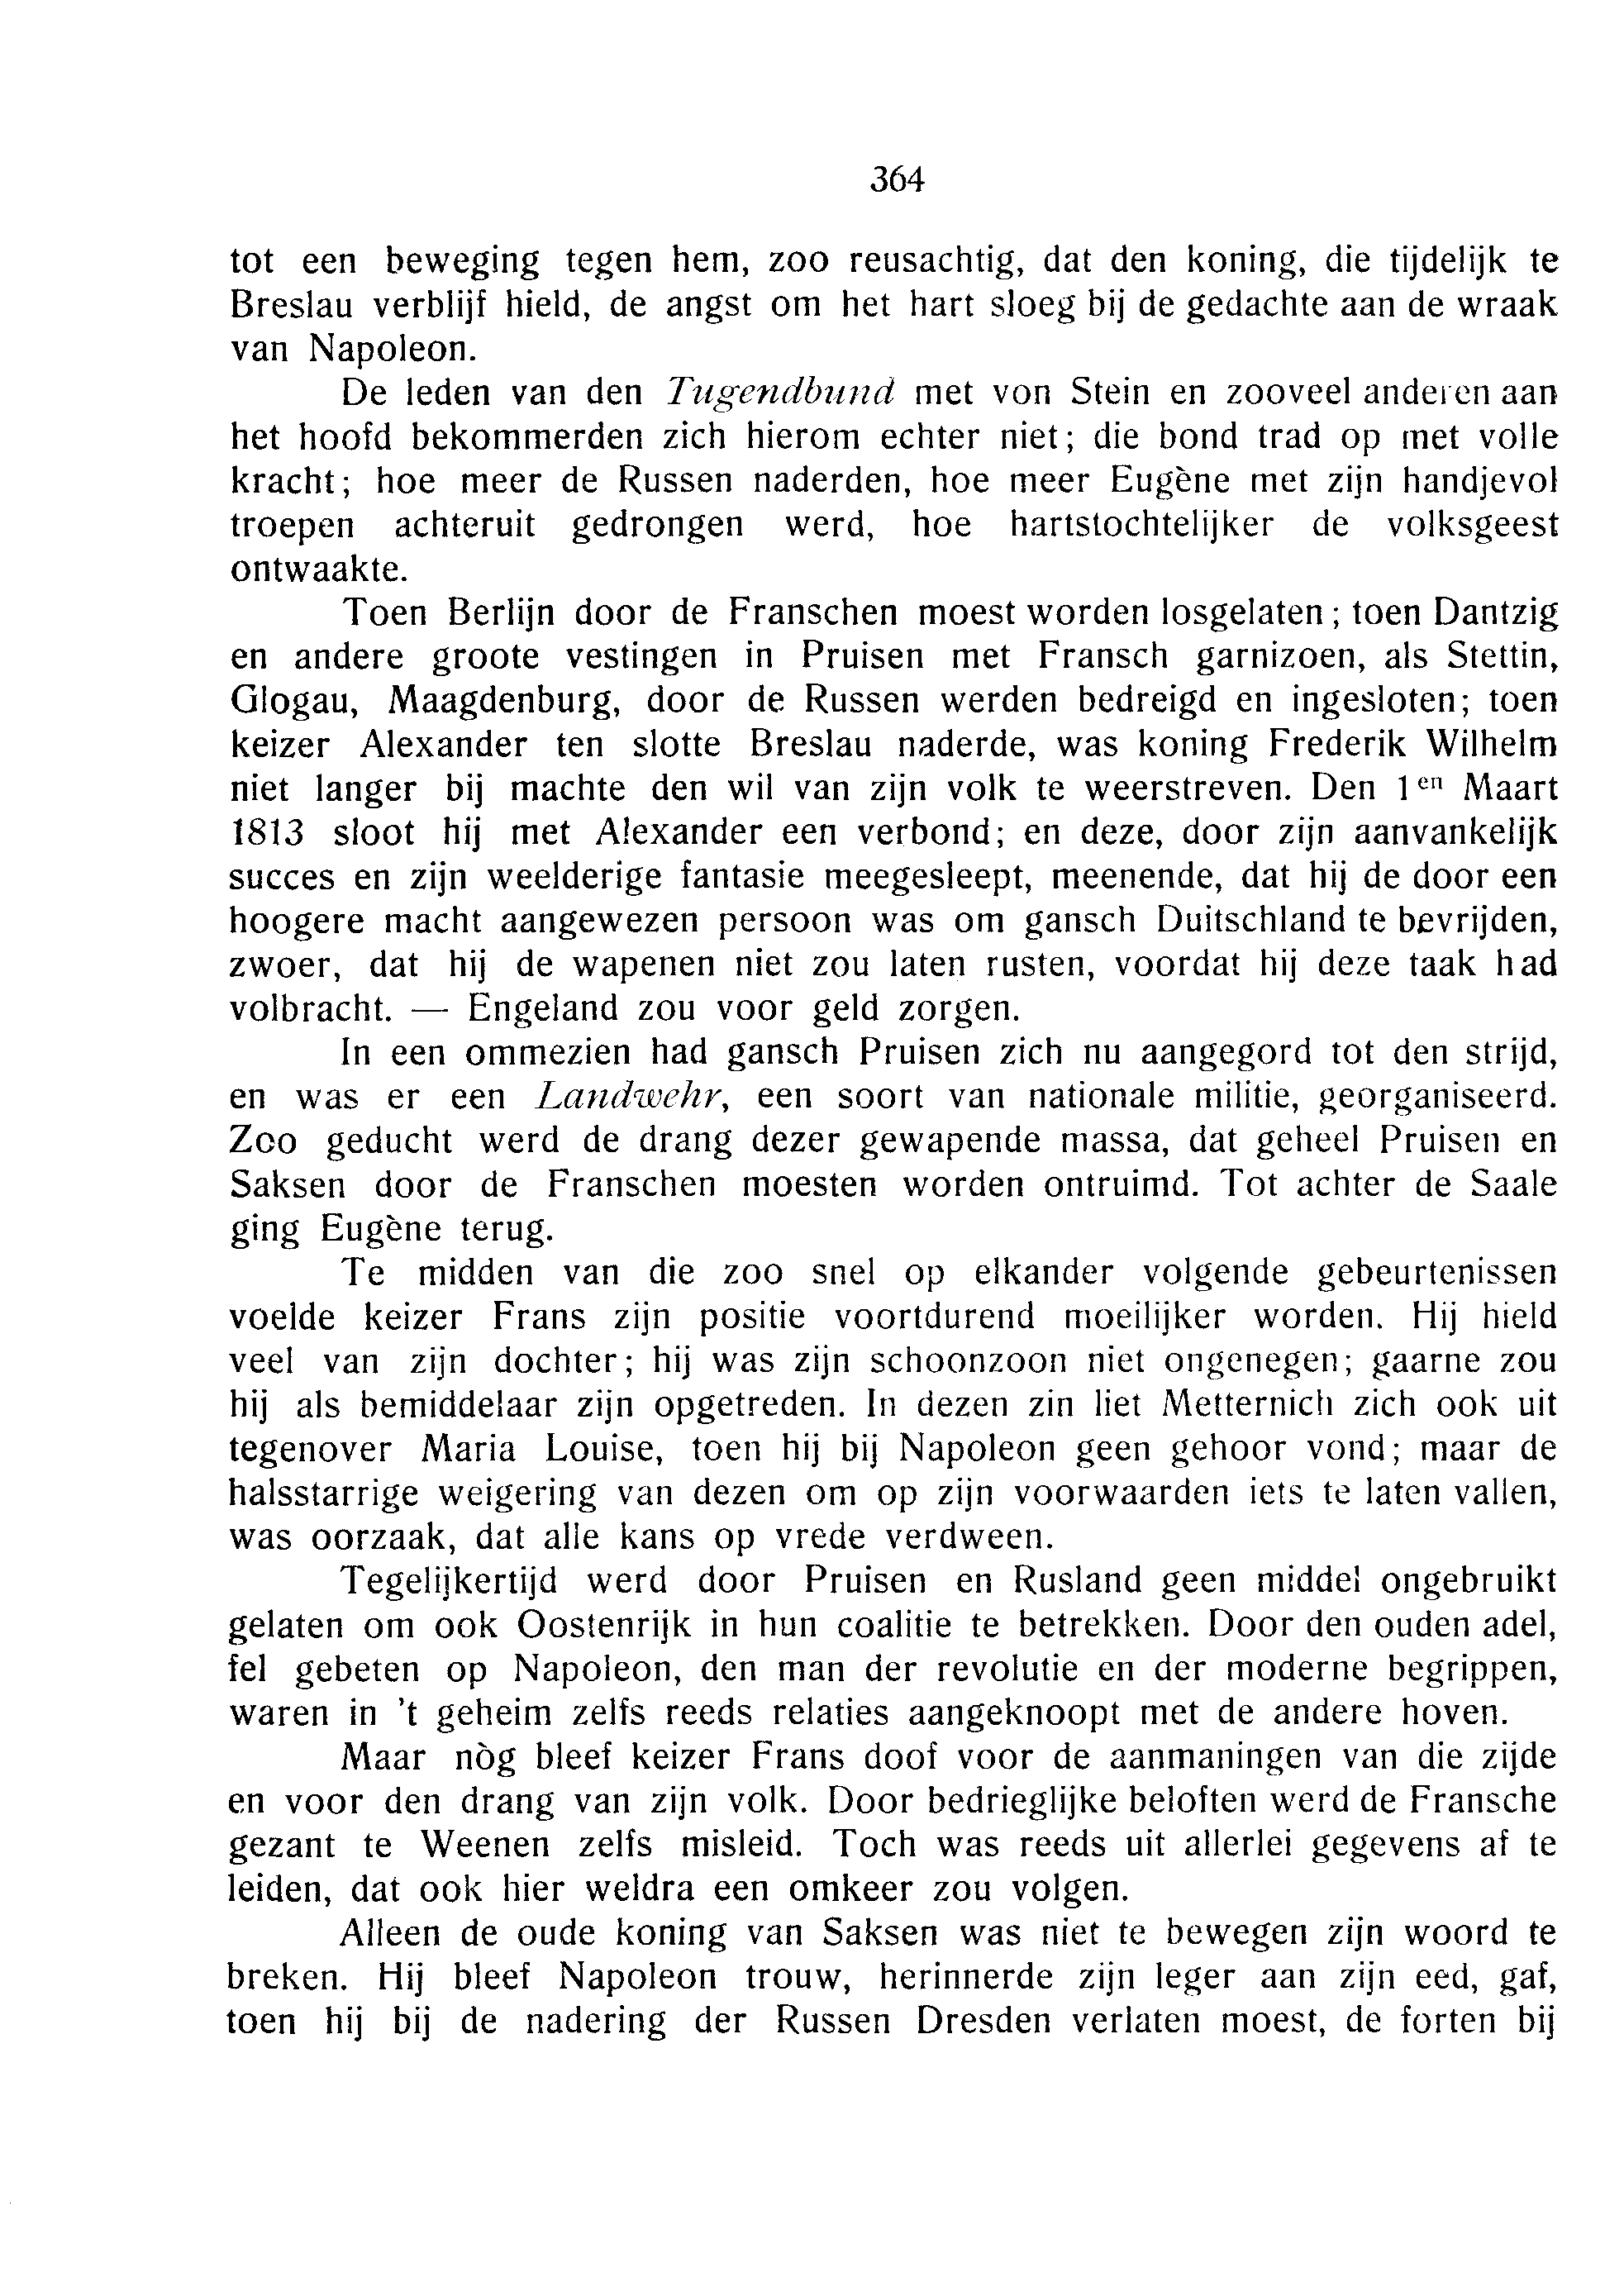 364
tot een beweging tegen hem, zoo reusachtig, dat den koning, die tijdelijk te
Breslau verblijf hield, de angst om het hart sloeg bij de gedachte aan de wraak
van Napoleon.
De leden van den Tugendbund met von Stein en zooveel anderen aan
het hoofd bekommerden zich hierom echter niet; die bond trad op met volle
kracht; hoe meer de Russen naderden, hoe meer Eugène met zijn handjevol
troepen achteruit gedrongen werd, hoe hartstochtelijker de volksgeest
ontwaakte.
Toen Berlijn door de Franschen moest worden losgelaten; toen Dantzig
en andere groote vestingen in Pruisen met Fransch garnizoen, als Stettin,
Glogau, Maagdenburg, door de Russen werden bedreigd en ingesloten; toen
keizer Alexander ten slotte Breslau naderde, was koning Frederik Wilhelm
niet langer bij machte den wil van zijn volk te weerstreven. Den 1en Maart
1813 sloot hij met Alexander een verbond; en deze, door zijn aanvankelijk
succes en zijn weelderige fantasie meegesleept, meenende, dat hij de door een
hoogere macht aangewezen persoon was om gansch Duitschland te bevrijden,
zwoer, dat hij de wapenen niet zou laten rusten, voordat hij deze taak had
volbracht. — Engeland zou voor geld zorgen.
In een ommezien had gansch Pruisen zich nu aangegord tot den strijd,
en was er een Landwehr, een soort van nationale militie, georganiseerd.
Zoo geducht werd de drang dezer gewapende massa, dat geheel Pruisen en
Saksen door de Franschen moesten worden ontruimd. Tot achter de Saale
ging Eugène terug.
Te midden van die zoo snel op elkander volgende gebeurtenissen
voelde keizer Frans zijn positie voortdurend moeilijker worden. Hij hield
veel van zijn dochter; hij was zijn schoonzoon niet ongenegen; gaarne zou
hij als bemiddelaar zijn opgetreden. In dezen zin liet Metternich zich ook uit
tegenover Maria Louise, toen hij bij Napoleon geen gehoor vond; maar de
halsstarrige weigering van dezen om op zijn voorwaarden iets te laten vallen,
was oorzaak, dat alle kans op vrede verdween.
Tegelijkertijd werd door Pruisen en Rusland geen middel ongebruikt
gelaten om ook Oostenrijk in hun coalitie te betrekken. Door den ouden adel,
fel gebeten op Napoleon, den man der revolutie en der moderne begrippen,
waren in 't geheim zelfs reeds relaties aangeknoopt met de andere hoven.
Maar nòg bleef keizer Frans doof voor de aanmaningen van die zijde
en voor den drang van zijn volk. Door bedrieglijke beloften werd de Fransche
gezant te Weenen zelfs misleid. Toch was reeds uit allerlei gegevens af te
leiden, dat ook hier weldra een omkeer zou volgen.
Alleen de oude koning van Saksen was niet te bewegen zijn woord te
breken. Hij bleef Napoleon trouw, herinnerde zijn leger aan zijn eed, gaf,
toen hij bij de nadering der Russen Dresden verlaten moest, de forten bij